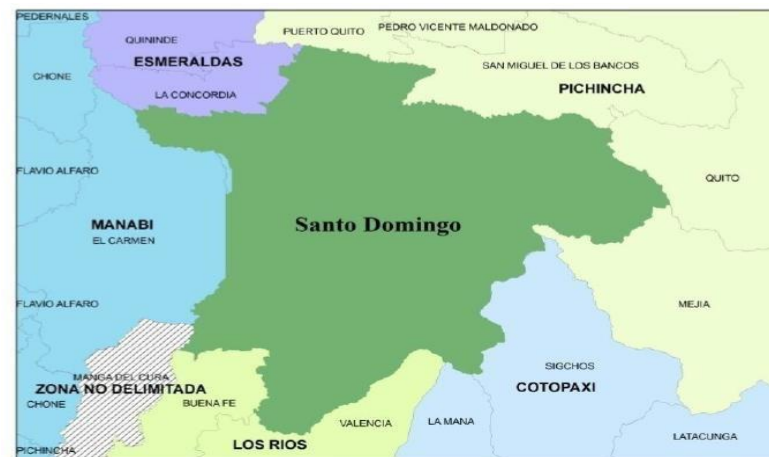 PEDERNALES
PUERTO QUITO
PEDRO VICENTE MALDONADO
QUININDE
ESMERALDAS
SAN MIGUEL DE LOS BANCOS
CHONE
PICHINCHA
LA CONCORDIA
FLAVIO ALFARO
QUITO
MANABI
EL CARMEN
Santo Domingo
FLAVIO ALFARO
MEJIA
SIGCHOS
MANGA DEL CURA
ZONA NO DELIMITADA
COTOPAXI
CHONE
BUENA FE
VALENCIA
LA MANA
LOS RIOS
LATACUNGA
PICHINCHA